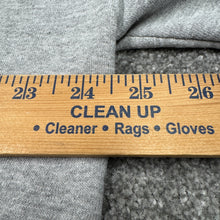 23 24 25 26
CLEAN UP
• Cleaner • Rags • Gloves